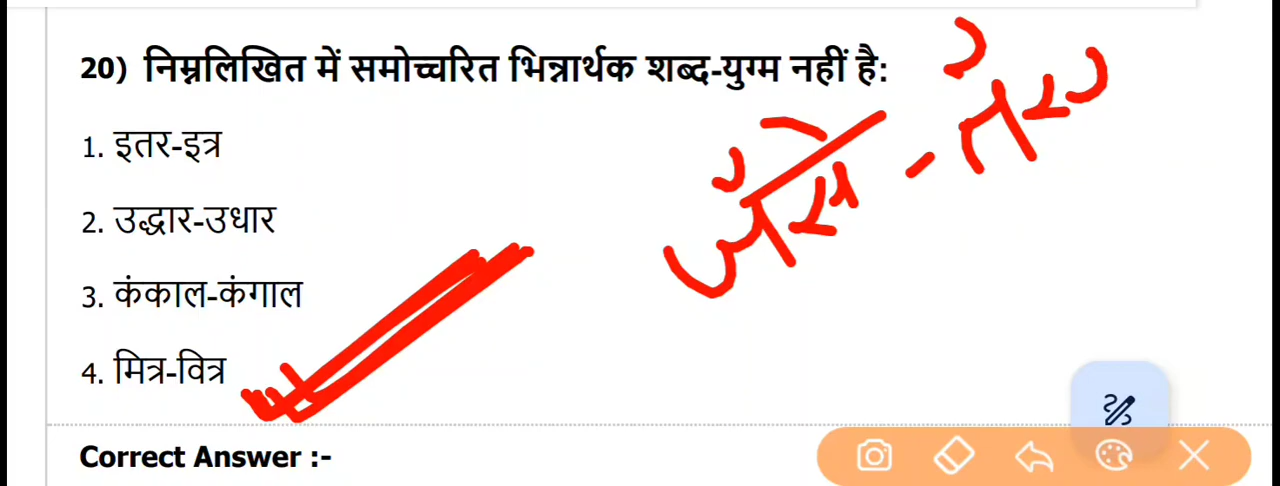 20) निम्नलिखित में समोच्चरित भिन्नार्थक शब्द-युग्म नहीं है:
1. इतर-इत्र
2. उद्धार-उधार
3. कंकाल-कंगाल
4. मित्र-वित्र
Correct Answer :-